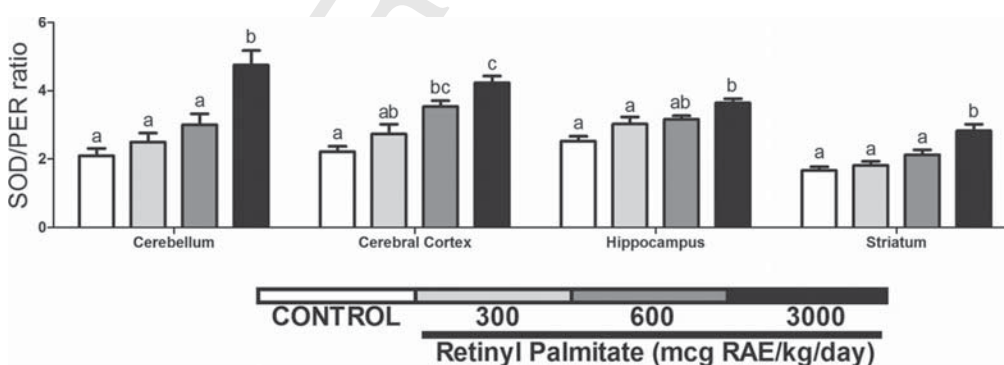 6
b
c
4
a
a
a
a
ab
bc
a
a
ab
b
a
a
a
b
2
0
SOD/PER ratio
Cerebellum Cerebral Cortex Hippocampus Striatum
CONTROL 300 600 3000
Retinyl Palmitate (mcg RAE/kg/day)